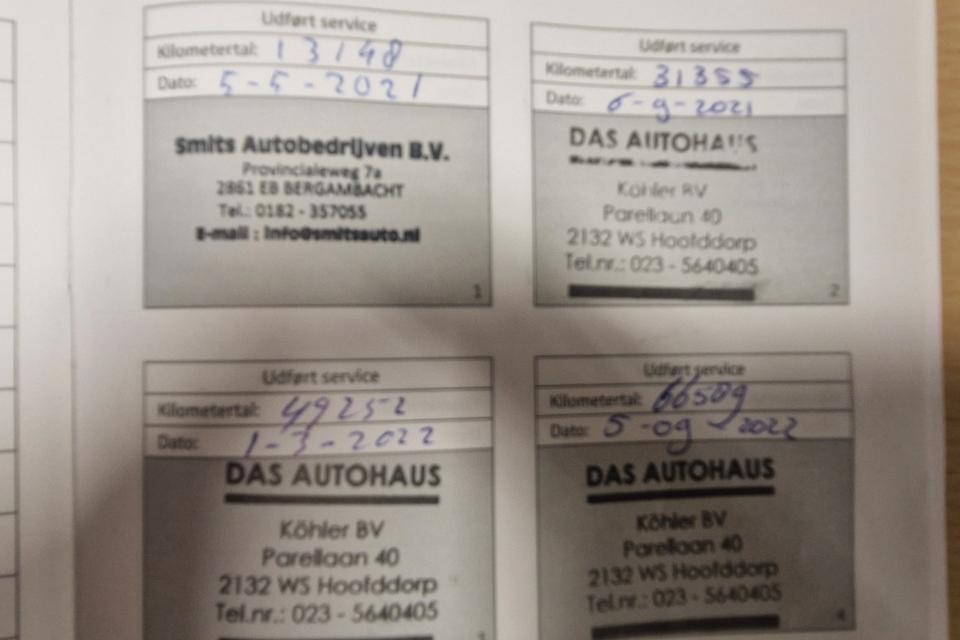 Udført service
Kilometertal: 13148
Dato: 5-5-2021
Smits Autobedrijven B.V.
Provincialeweg 7a
2861 EB BERGAMBACHT
Tel.: 0182 - 357055
E-mail : info@smitsauto.nl
1
Udført service
Kilometertal: 31355
Dato: 6-9-2021
DAS AUTOHAUS
Köhler BV
Parellaan 40
2132 WS Hoofddorp
Tel.nr.: 023 - 5640405
2
Udført service
Kilometertal: 49252
Dato: 1-3-2022
DAS AUTOHAUS
Köhler BV
Parellaan 40
2132 WS Hoofddorp
Tel.nr.: 023 - 5640405
3
Udført service
Kilometertal: 66589
Dato: 5-09-2022
DAS AUTOHAUS
Köhler BV
Parellaan 40
2132 WS Hoofddorp
Tel.nr.: 023 - 5640405
4